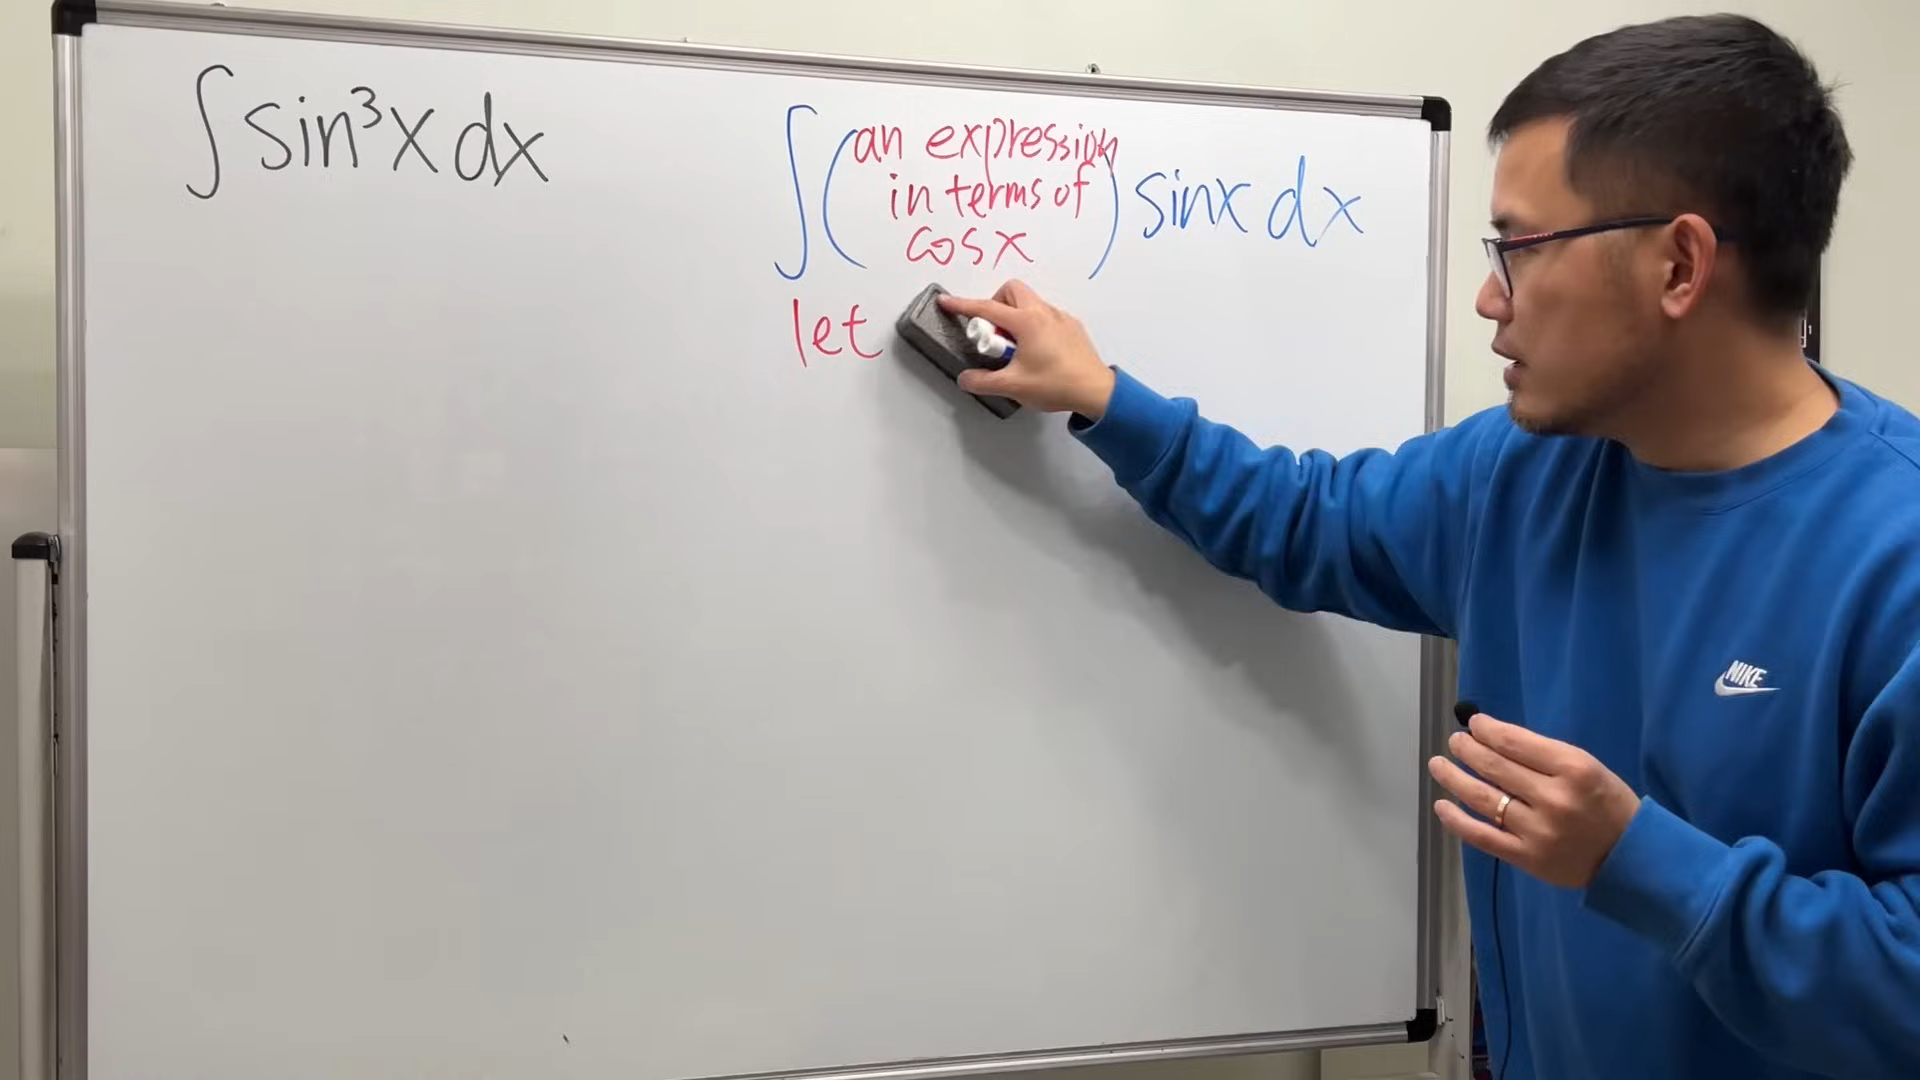 ∫ sin³x dx
∫ (an expression in terms of cos x) sinx dx
let
NIKE